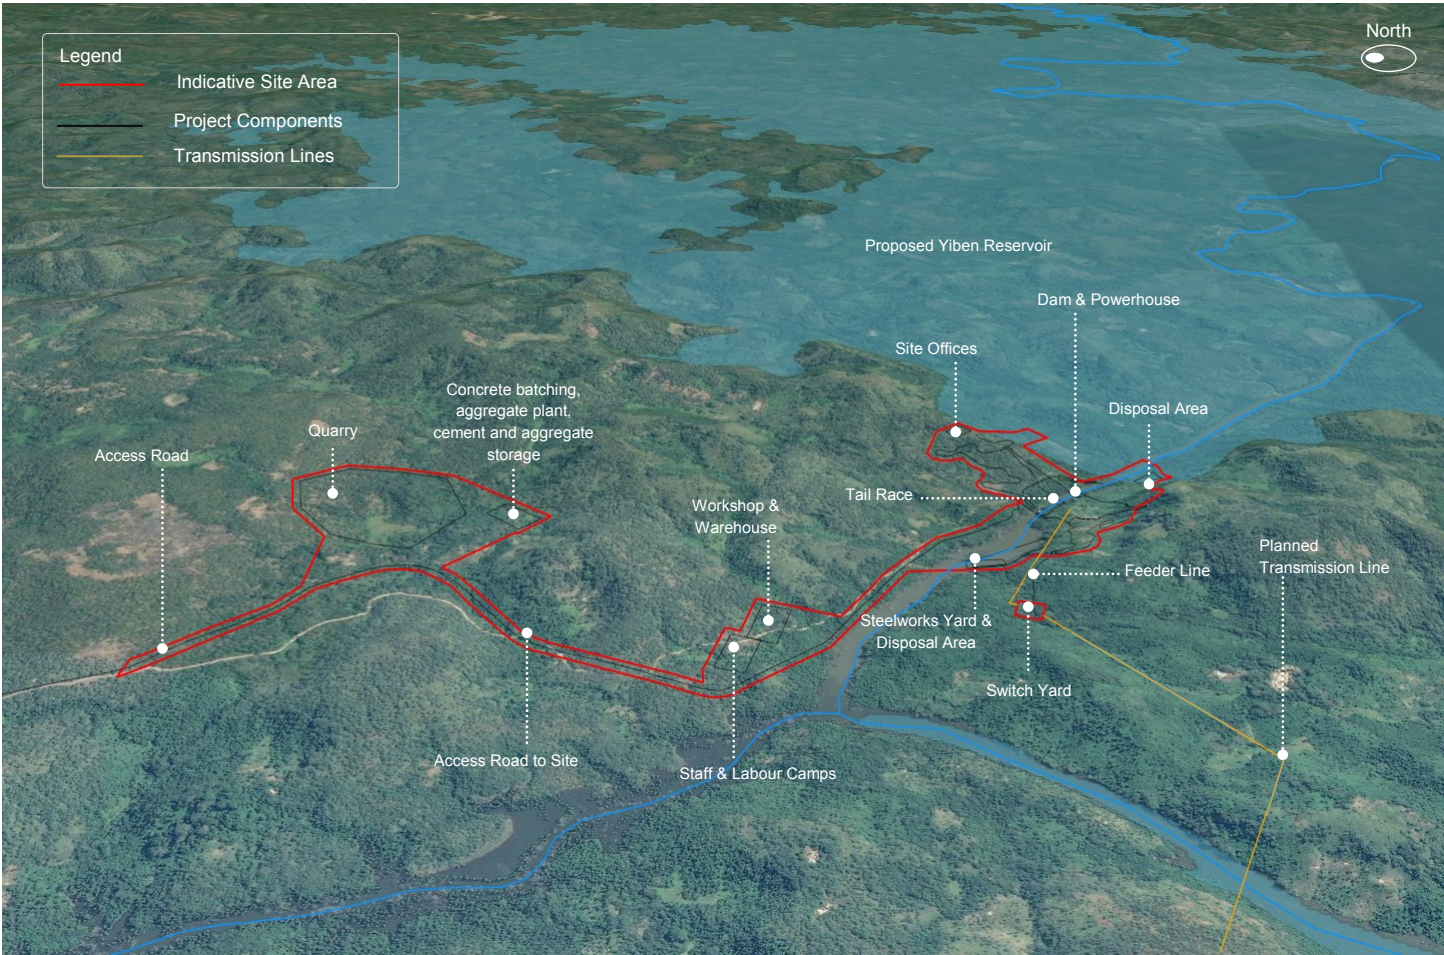 North
Legend
Indicative Site Area
Project Components
Transmission Lines
Proposed Yiben Reservoir
Dam & Powerhouse
Site Offices
Disposal Area
Concrete batching,
aggregate plant,
cement and aggregate
storage
Quarry
Access Road
Tail Race
Workshop &
Warehouse
Planned
Transmission Line
Feeder Line
Steelworks Yard &
Disposal Area
Switch Yard
Access Road to Site
Staff & Labour Camps